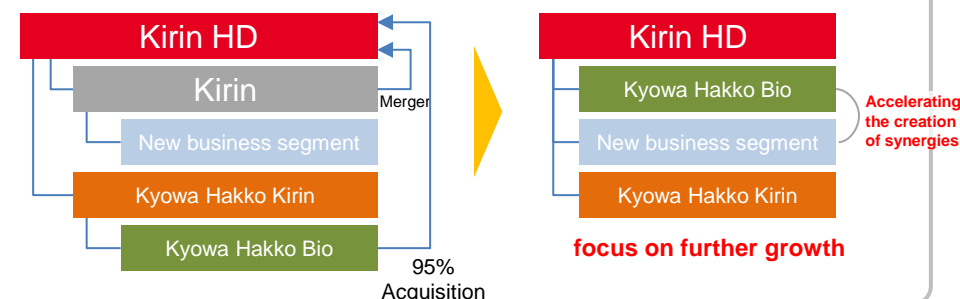 Kirin HD
Kirin
Merger
New business segment
Kyowa Hakko Kirin
Kyowa Hakko Bio
95%
Acquisition
Kirin HD
Kyowa Hakko Bio
New business segment
Kyowa Hakko Kirin
Accelerating
the creation
of synergies
focus on further growth